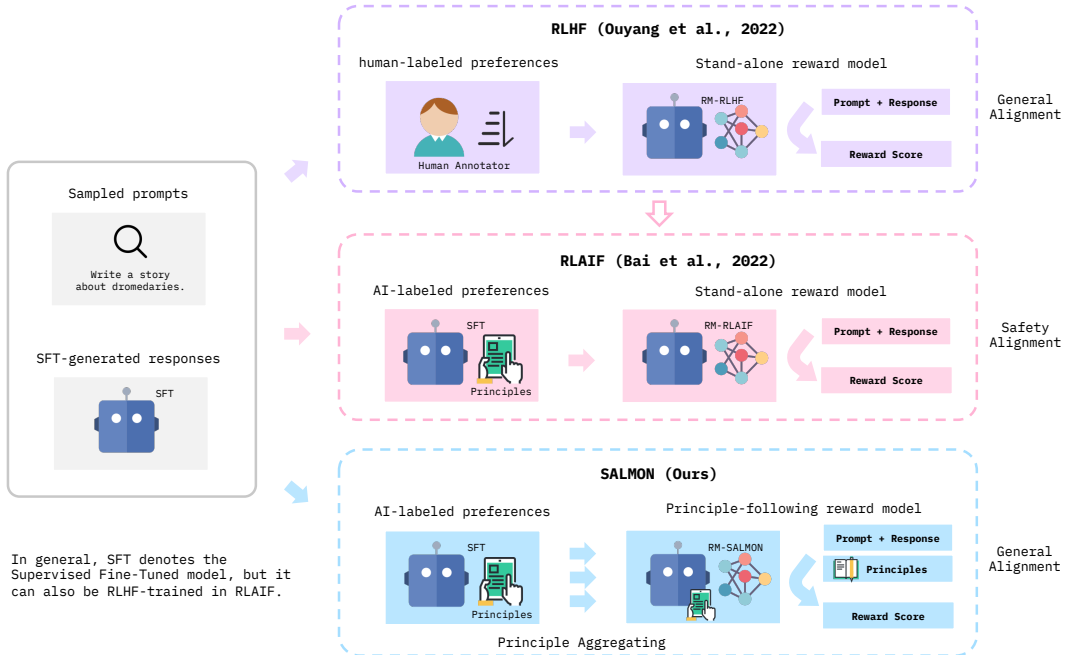 Sampled prompts
Write a story
about dromedaries.
SFT-generated responses
SFT
In general, SFT denotes the
Supervised Fine-Tuned model, but it
can also be RLHF-trained in RLAIF.
RLHF (Ouyang et al., 2022)
human-labeled preferences
Human Annotator
Stand-alone reward model
RM-RLHF
Prompt + Response
Reward Score
General
Alignment
RLAIF (Bai et al., 2022)
AI-labeled preferences
SFT
Principles
Stand-alone reward model
RM-RLAIF
Prompt + Response
Reward Score
Safety
Alignment
SALMON (Ours)
AI-labeled preferences
SFT
Principles
Principle Aggregating
Principle-following reward model
RM-SALMON
Prompt + Response
Principles
Reward Score
General
Alignment